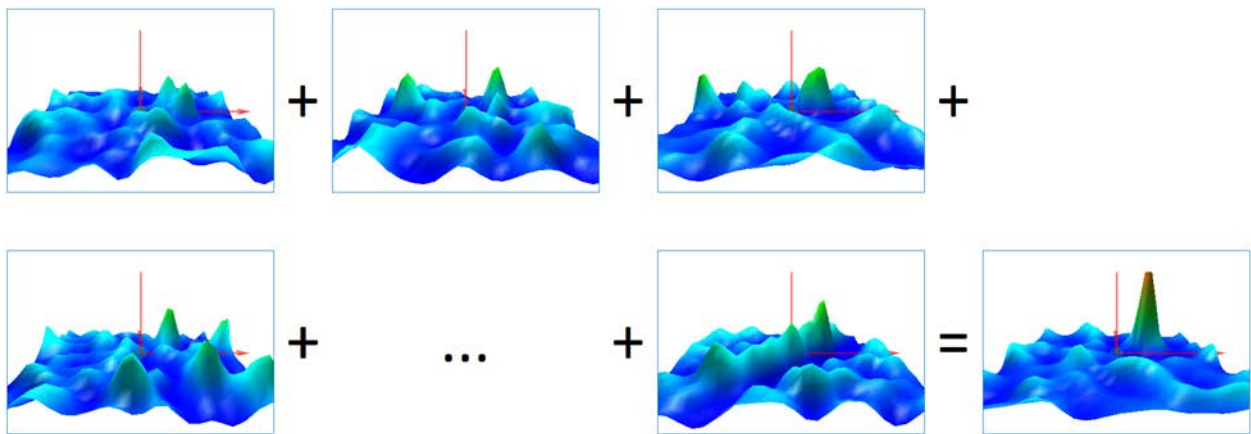 + + +
+ ... + =